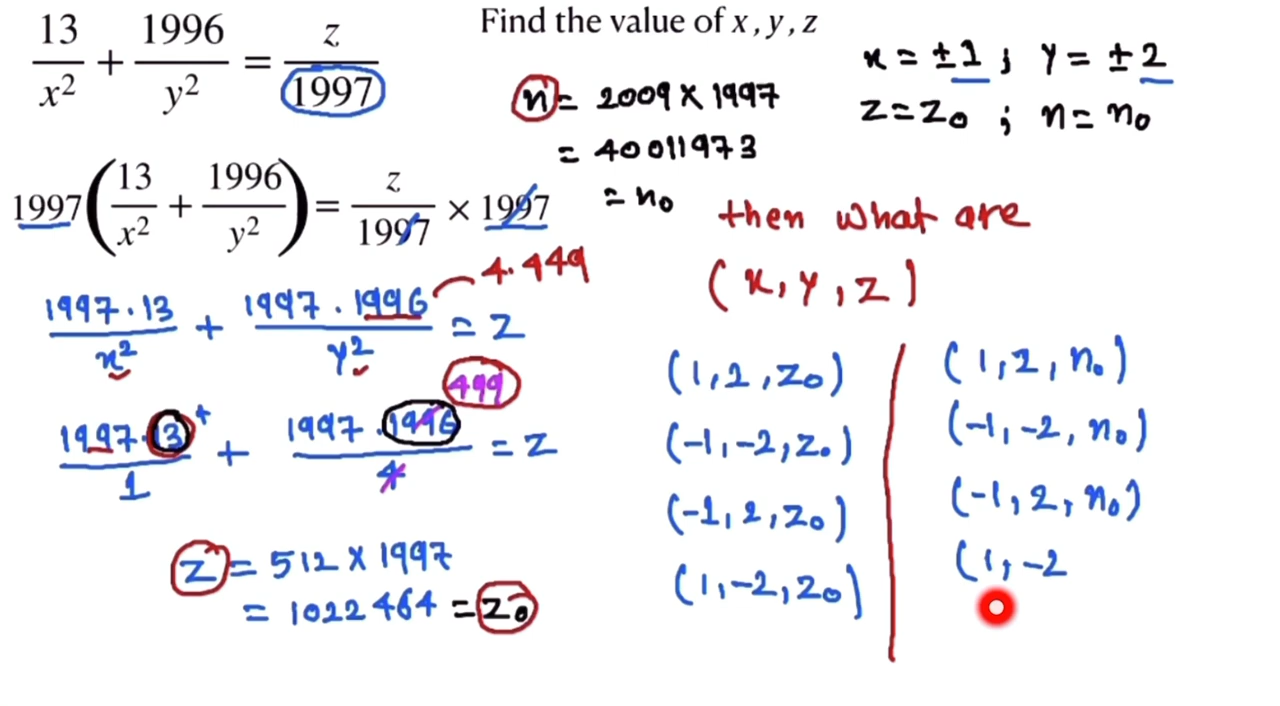 13/x² + 1996/y² = z/1997
Find the value of x, y, z
x = ±1 ; y = ±2
z = z₀ ; n = n₀
n = 2009 × 1997
= 40011973
= n₀
1997(13/x² + 1996/y²) = z/1997 × 1997
then what are
(x, y, z)
4.499
1997.13/x² + 1997.1996/y² = z
499
1997.13/1 + 1997.1996/4 = z
z = 512 × 1997
= 1022464 = z₀
(1, 2, z₀)
(-1, -2, z₀)
(-1, 2, z₀)
(1, -2, z₀)
(1, 2, n₀)
(-1, -2, n₀)
(-1, 2, n₀)
(1, -2